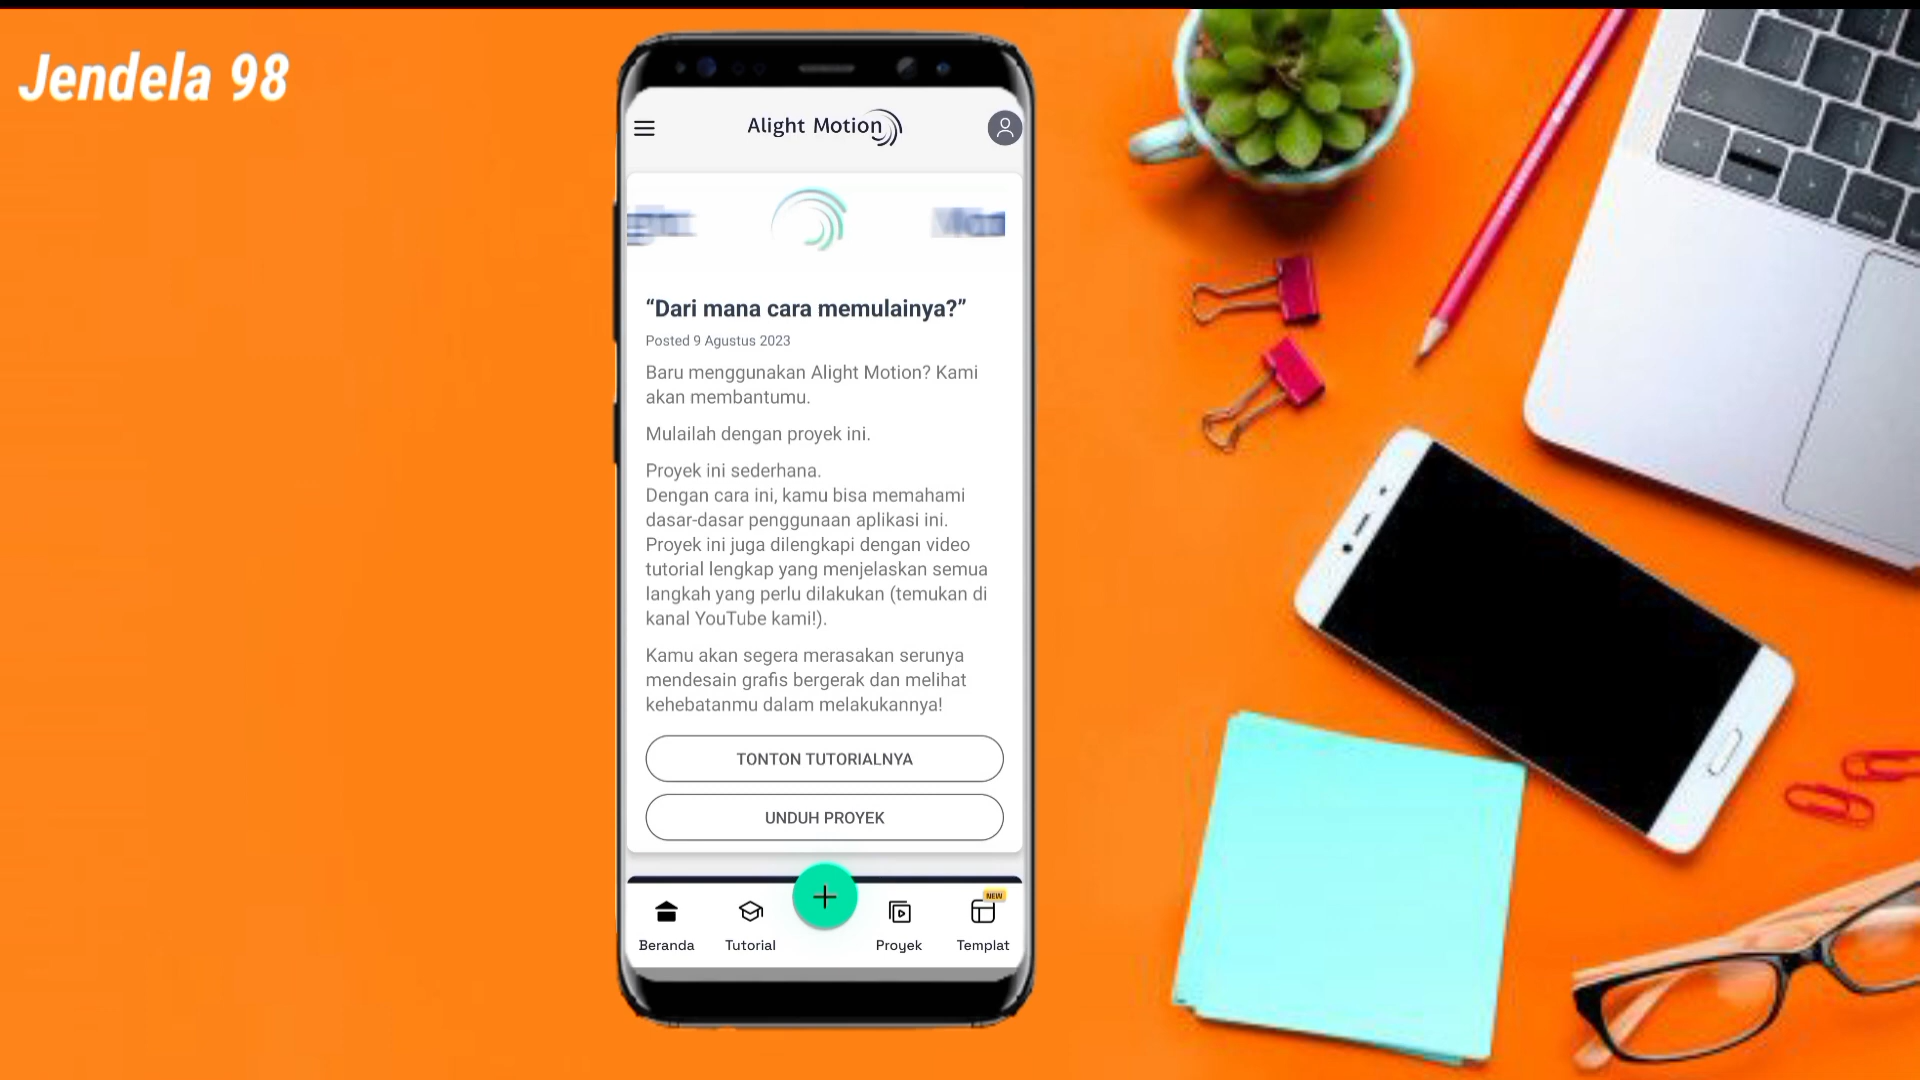 Jendela 98
Alight Motion
“Dari mana cara memulainya?”
Posted 9 Agustus 2023
Baru menggunakan Alight Motion? Kami
akan membantumu.
Mulailah dengan proyek ini.
Proyek ini sederhana.
Dengan cara ini, kamu bisa memahami
dasar-dasar penggunaan aplikasi ini.
Proyek ini juga dilengkapi dengan video
tutorial lengkap yang menjelaskan semua
langkah yang perlu dilakukan (temukan di
kanal YouTube kami!).
Kamu akan segera merasakan serunya
mendesain grafis bergerak dan melihat
kehebatanmu dalam melakukannya!
TONTON TUTORIALNYA
UNDUH PROYEK
NEW
Beranda Tutorial Proyek Templat